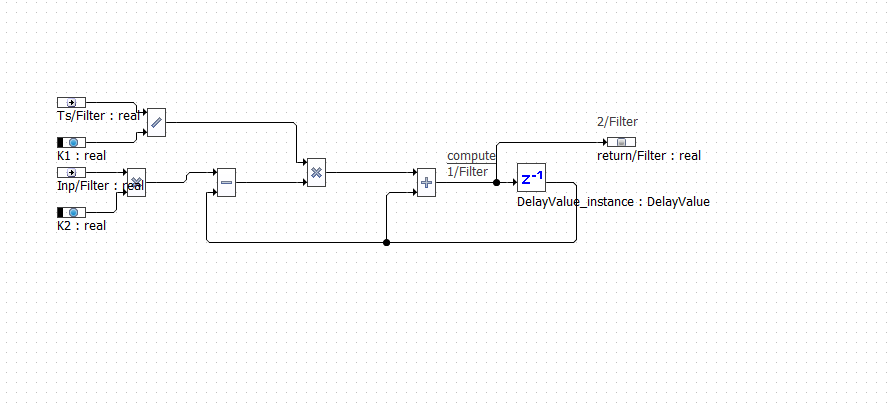 Ts/Filter : real
K1 : real
Inp/Filter : real
K2 : real
compute
1/Filter
z-1
DelayValue_instance : DelayValue
2/Filter
return/Filter : real